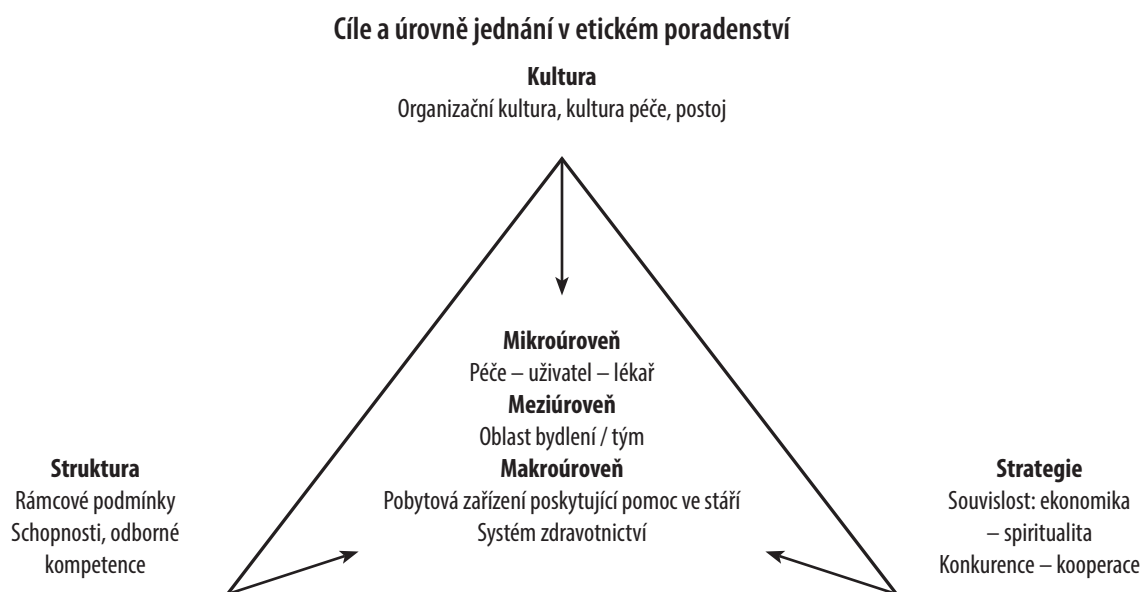 Cíle a úrovně jednání v etickém poradenství
Kultura
Organizační kultura, kultura péče, postoj
Mikroúroveň
Péče – uživatel – lékař
Meziúroveň
Oblast bydlení / tým
Makroúroveň
Pobytová zařízení poskytující pomoc ve stáří
Systém zdravotnictví
Struktura
Rámcové podmínky
Schopnosti, odborné
kompetence
Strategie
Souvislost: ekonomika
– spiritualita
Konkurence – kooperace